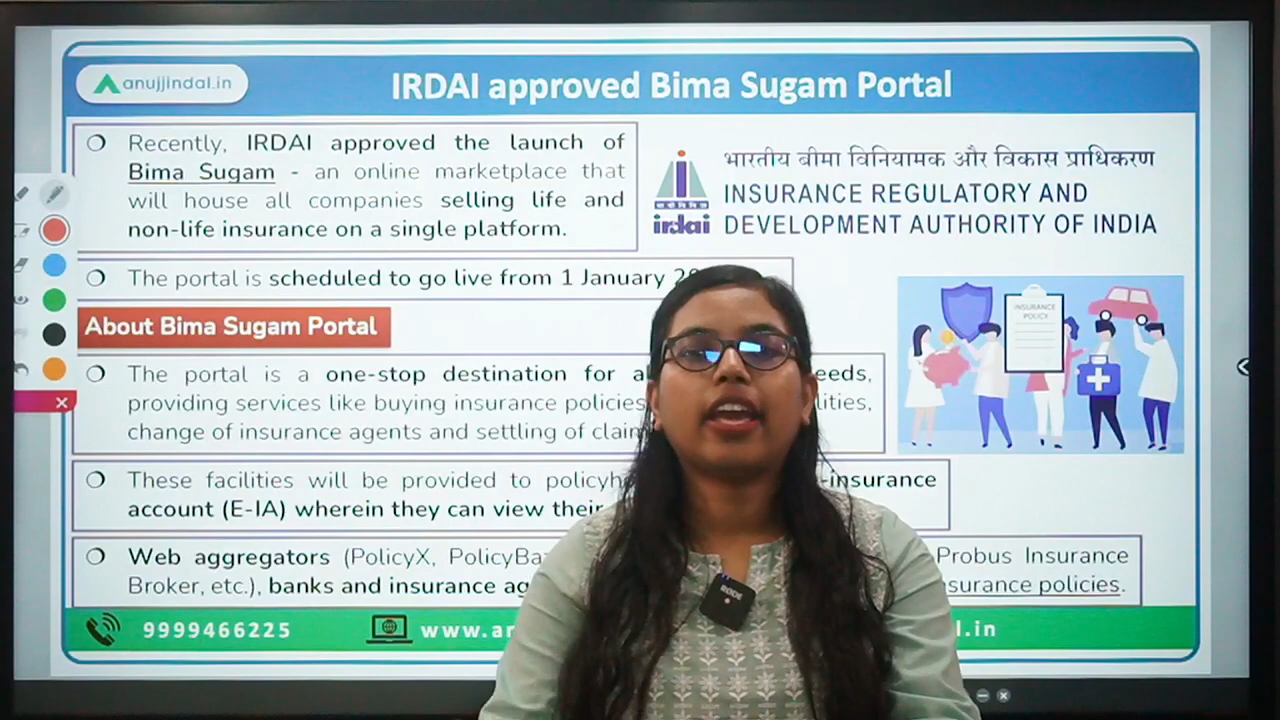 anujjindal.in
IRDAI approved Bima Sugam Portal
Recently, IRDAI approved the launch of
Bima Sugam - an online marketplace that
will house all companies selling life and
non-life insurance on a single platform.
भारतीय बीमा विनियामक और विकास प्राधिकरण
irdai
INSURANCE REGULATORY AND
DEVELOPMENT AUTHORITY OF INDIA
The portal is scheduled to go live from 1 January
About Bima Sugam Portal
INSURANCE
POLICY
The portal is a one-stop destination for
providing services like buying insurance policies
change of insurance agents and settling of
These facilities will be provided to -insurance
account (E-IA) wherein they can view their
Web aggregators (PolicyX, Probus Insurance
Broker, etc.), banks and insurance policies.
RODE
9999466225